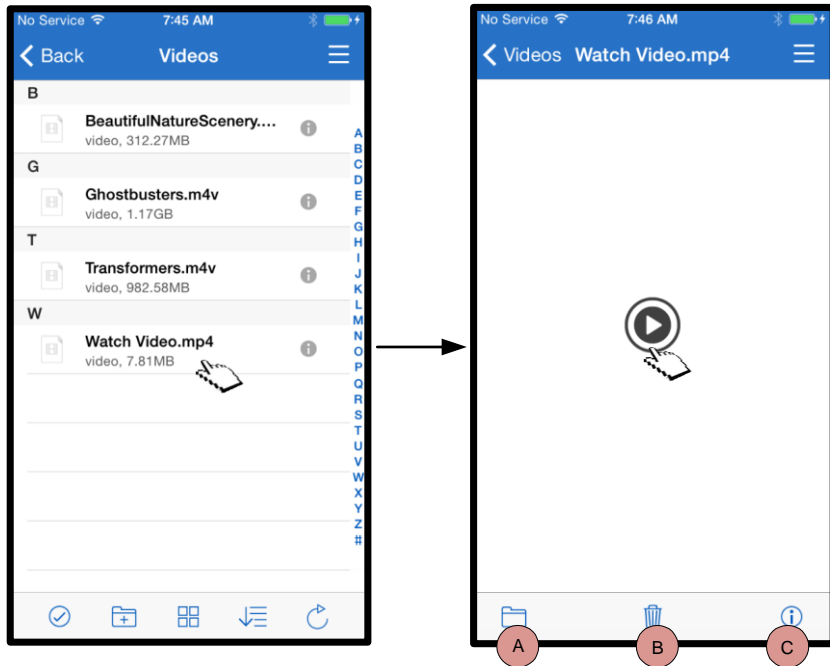 No Service 7:45 AM
Back Videos
B
BeautifulNatureScenery....
video, 312.27MB
G
Ghostbusters.m4v
video, 1.17GB
T
Transformers.m4v
video, 982.58MB
W
Watch Video.mp4
video, 7.81MB
A
B
C
D
E
F
G
H
I
J
K
L
M
N
O
P
Q
R
S
T
U
V
W
X
Y
Z
#
No Service 7:46 AM
Videos Watch Video.mp4
A B C